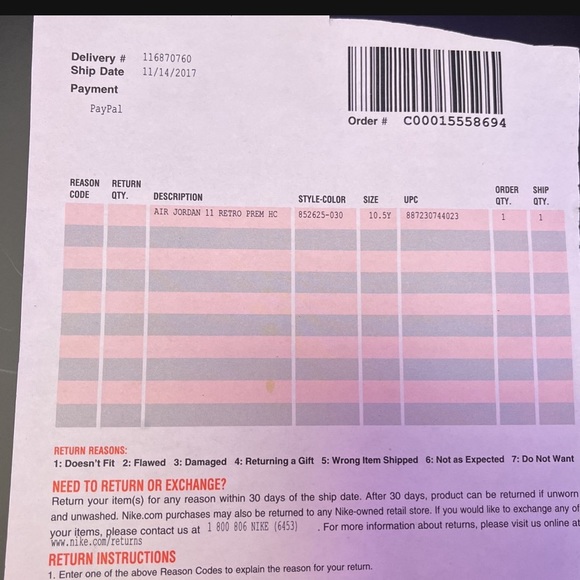 Delivery # 116870760
Ship Date 11/14/2017
Payment
PayPal
Order # C00015558694
REASON CODE RETURN QTY. DESCRIPTION STYLE-COLOR SIZE UPC ORDER QTY. SHIP QTY.
AIR JORDAN 11 RETRO PREM HC 852625-030 10.5Y 887230744023 1 1
RETURN REASONS:
1: Doesn't Fit 2: Flawed 3: Damaged 4: Returning a Gift 5: Wrong Item Shipped 6: Not as Expected 7: Do Not Want
NEED TO RETURN OR EXCHANGE?
Return your item(s) for any reason within 30 days of the ship date. After 30 days, product can be returned if unworn
and unwashed. Nike.com purchases may also be returned to any Nike-owned retail store. If you would like to exchange any of
your items, please contact us at 1 800 806 NIKE (6453) . For more information about returns, please visit us online at
www.nike.com/returns
RETURN INSTRUCTIONS
1. Enter one of the above Reason Codes to explain the reason for your return.